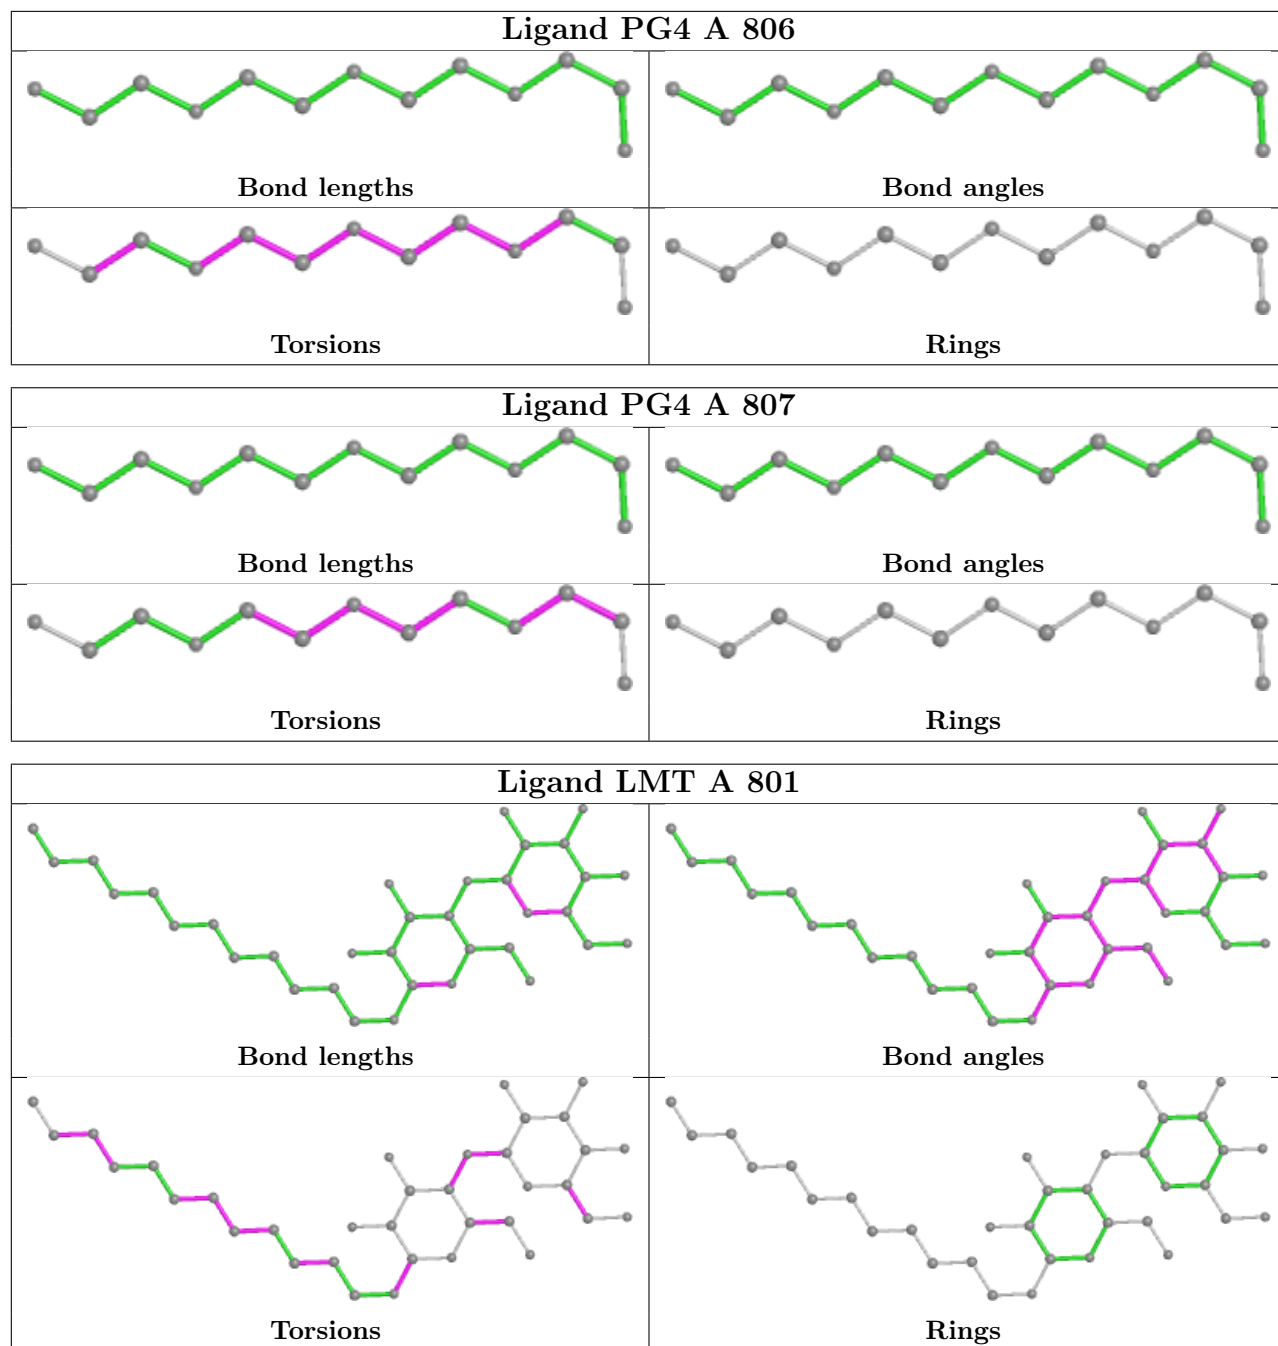 Ligand PG4 A 806
Bond lengths
Bond angles
Torsions
Rings
Ligand PG4 A 807
Bond lengths
Bond angles
Torsions
Rings
Ligand LMT A 801
Bond lengths
Bond angles
Torsions
Rings